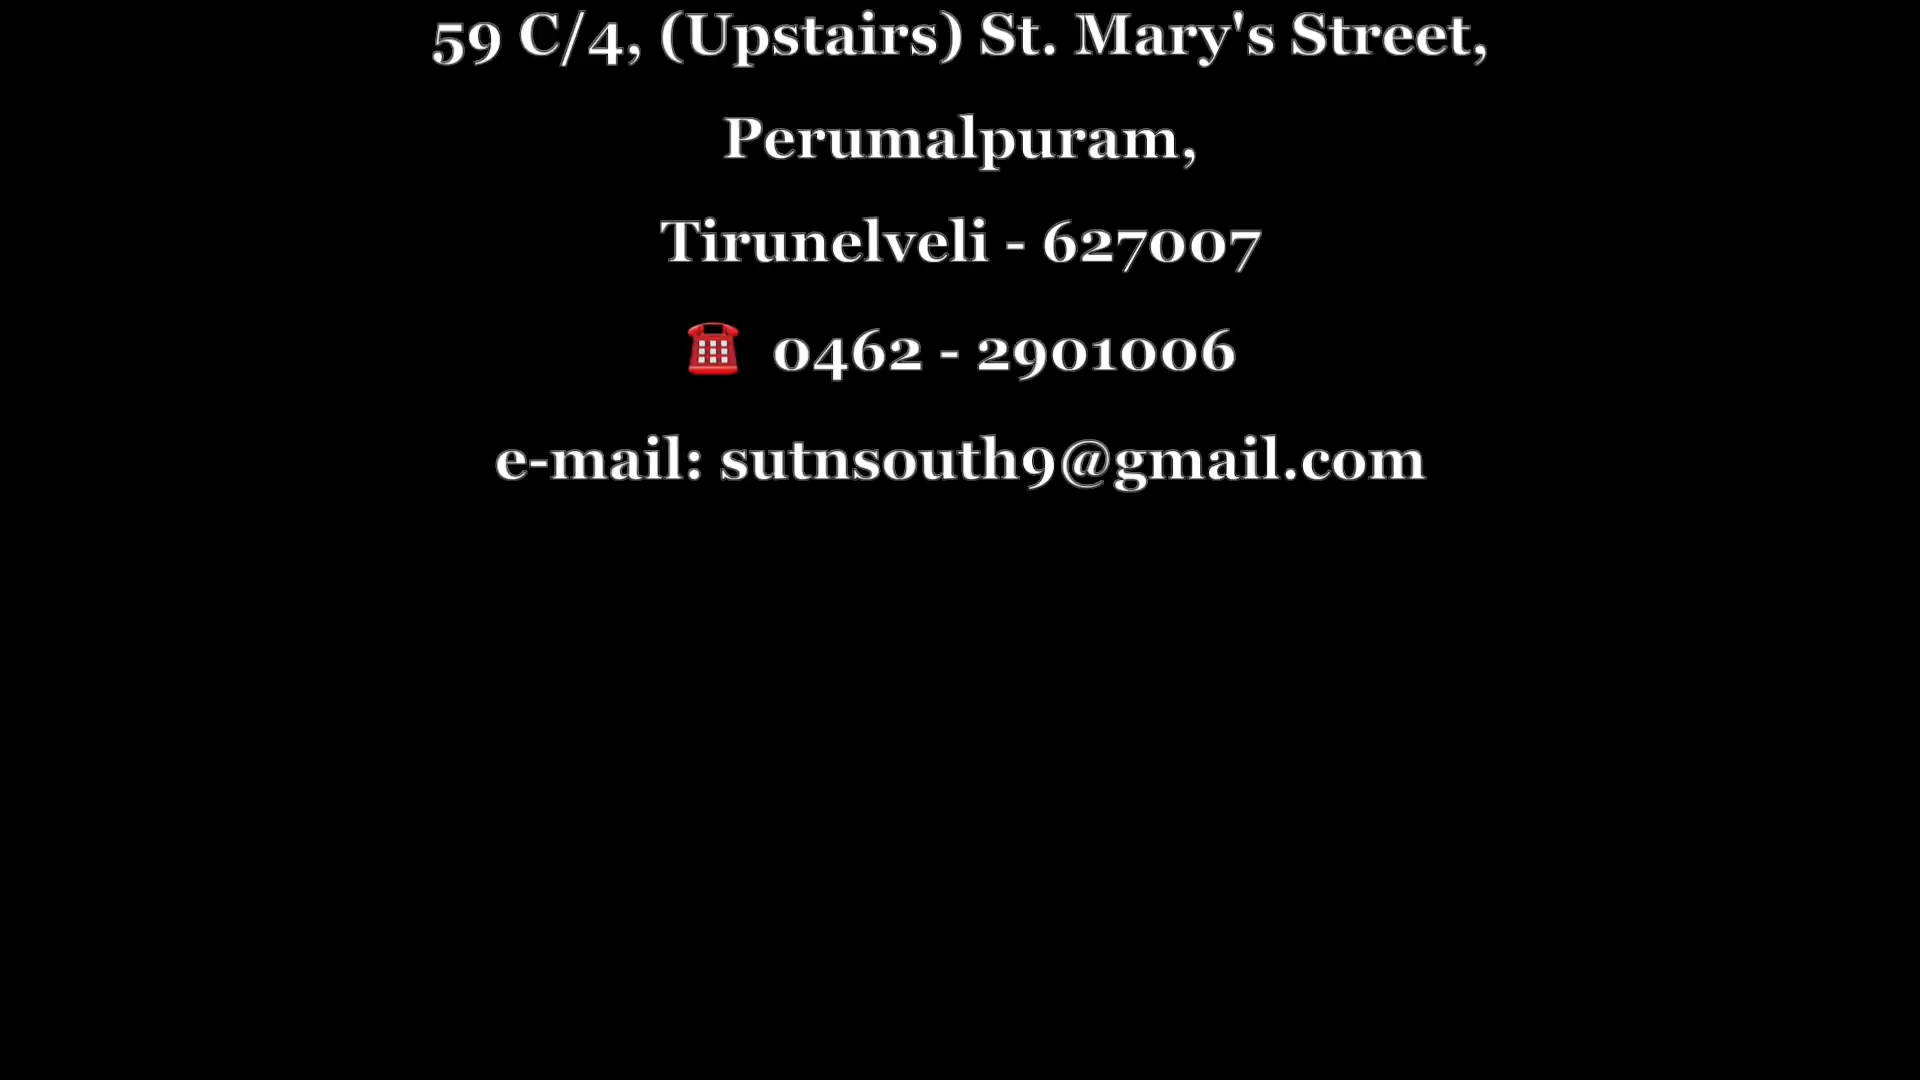 59 C/4, (Upstairs) St. Mary's Street,
Perumalpuram,
Tirunelveli - 627007
☎ 0462 - 2901006
e-mail: sutnsouth9@gmail.com